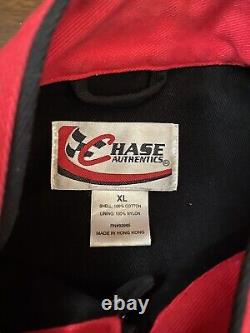 CHASE
AUTHENTICS®
XL
SHELL: 100% COTTON
LINING: 100% NYLON
MADE IN HONG KONG